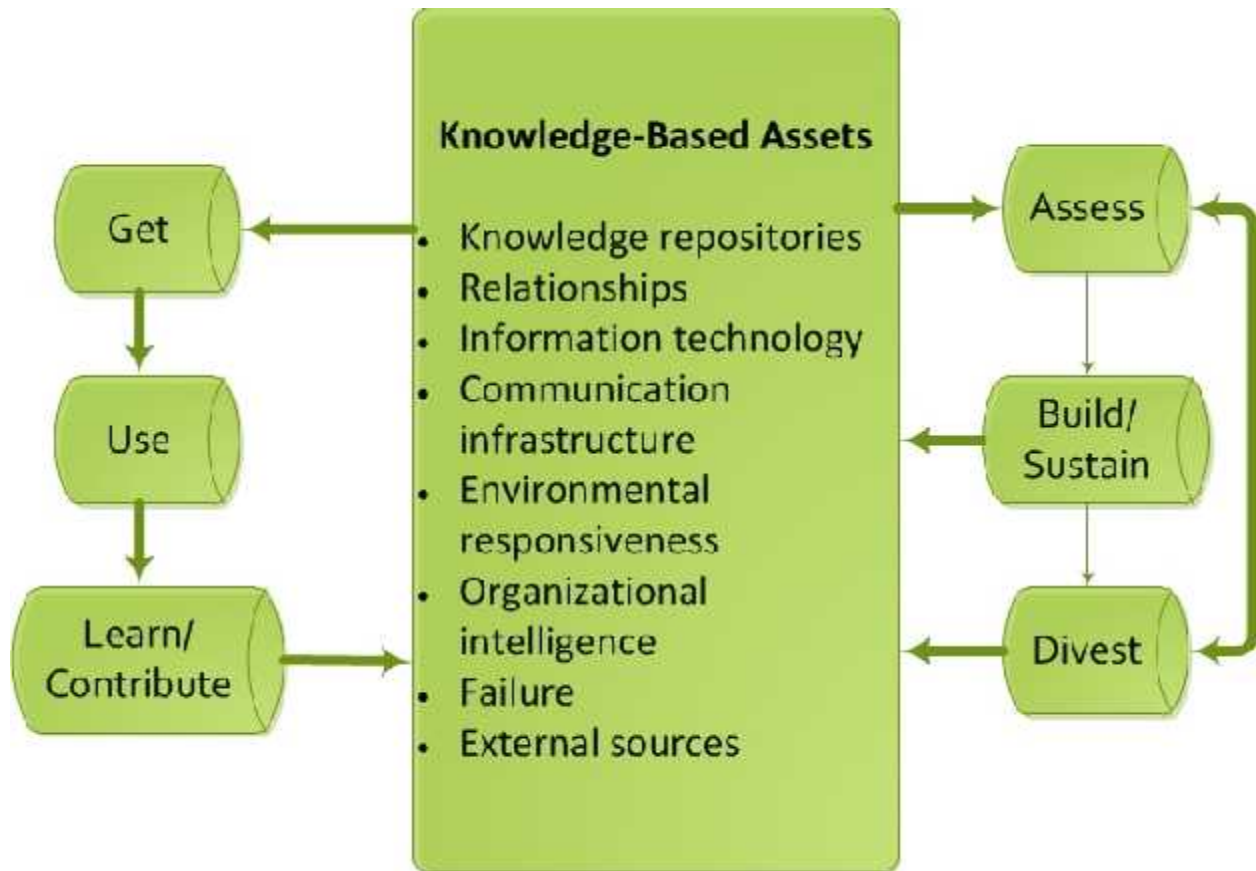 Knowledge-Based Assets
Get
Use
Learn/
Contribute
• Knowledge repositories
• Relationships
• Information technology
• Communication
infrastructure
• Environmental
responsiveness
• Organizational
intelligence
• Failure
• External sources
Assess
Build/
Sustain
Divest